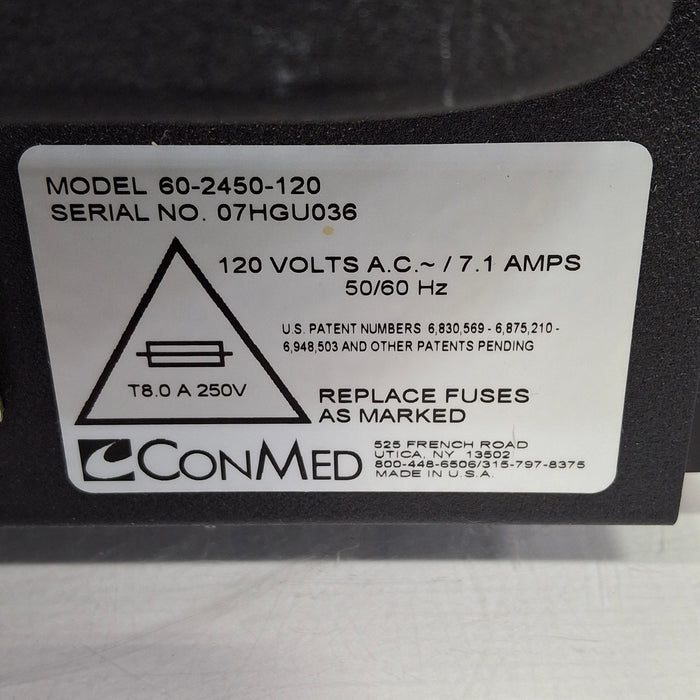 MODEL 60-2450-120
SERIAL NO. 07HGU036
120 VOLTS A.C.~ / 7.1 AMPS
50/60 Hz
U.S. PATENT NUMBERS 6,830,569 - 6,875,210 -
6,948,503 AND OTHER PATENTS PENDING
T8.0 A 250V
REPLACE FUSES
AS MARKED
CONMED
525 FRENCH ROAD
UTICA, NY 13502
800-448-6506/315-797-8375
MADE IN U.S.A.